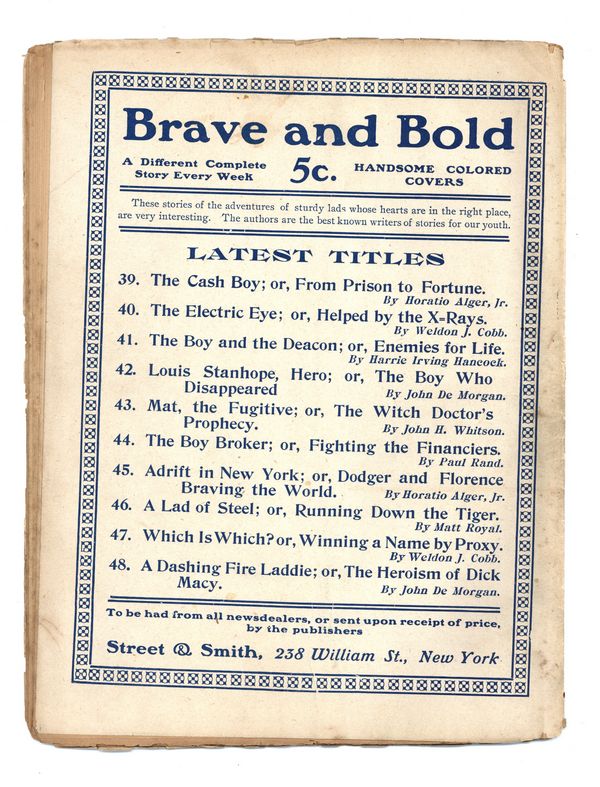 Brave and Bold
A Different Complete
Story Every Week
5c.
HANDSOME COLORED
COVERS
These stories of the adventures of sturdy lads whose hearts are in the right place,
are very interesting. The authors are the best known writers of stories for our youth.
LATEST TITLES
39. The Cash Boy; or, From Prison to Fortune.
By Horatio Alger, Jr.
40. The Electric Eye; or, Helped by the X-Rays.
By Weldon J. Cobb.
41. The Boy and the Deacon; or, Enemies for Life.
By Harrie Irving Hancock.
42. Louis Stanhope, Hero; or, The Boy Who
Disappeared By John De Morgan.
43. Mat, the Fugitive; or, The Witch Doctor's
Prophecy. By John H. Whitson.
44. The Boy Broker; or, Fighting the Financiers.
By Paul Rand.
45. Adrift in New York; or, Dodger and Florence
Braving the World. By Horatio Alger, Jr.
46. A Lad of Steel; or, Running Down the Tiger.
By Matt Royal.
47. Which Is Which? or, Winning a Name by Proxy.
By Weldon J. Cobb.
48. A Dashing Fire Laddie; or, The Heroism of Dick
Macy. By John De Morgan.
To be had from all newsdealers, or sent upon receipt of price,
by the publishers
Street & Smith, 238 William St., New York